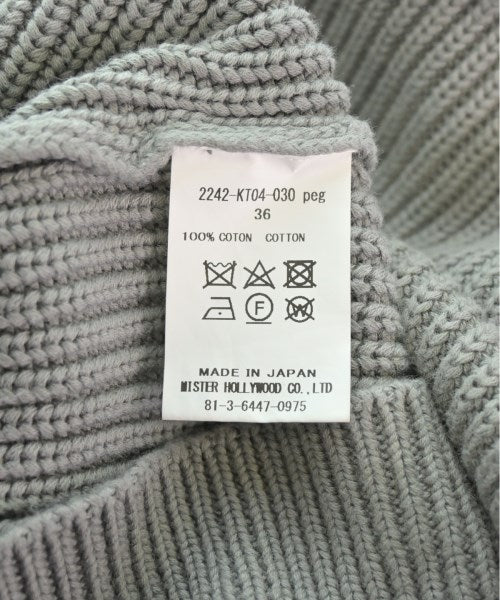 2242-KT04-030 peg
36
100% COTON COTTON
F W
MADE IN JAPAN
MISTER HOLLYWOOD CO., LTD
81-3-6447-0975